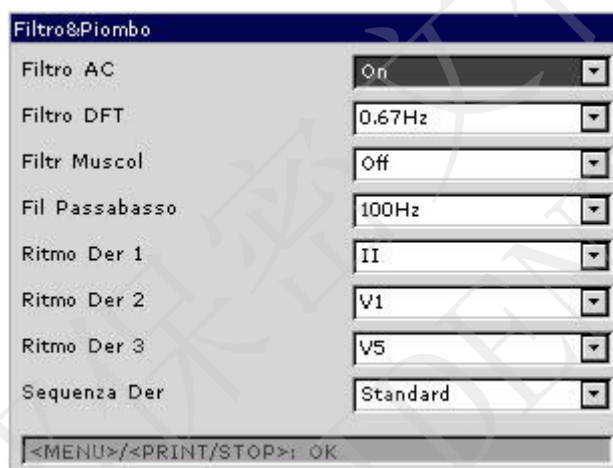 Filtro&Piombo
Filtro AC On
Filtro DFT 0.67Hz
Filtr Muscol Off
Fil Passabasso 100Hz
Ritmo Der 1 II
Ritmo Der 2 V1
Ritmo Der 3 V5
Sequenza Der Standard
<MENU>/<PRINT/STOP>: OK